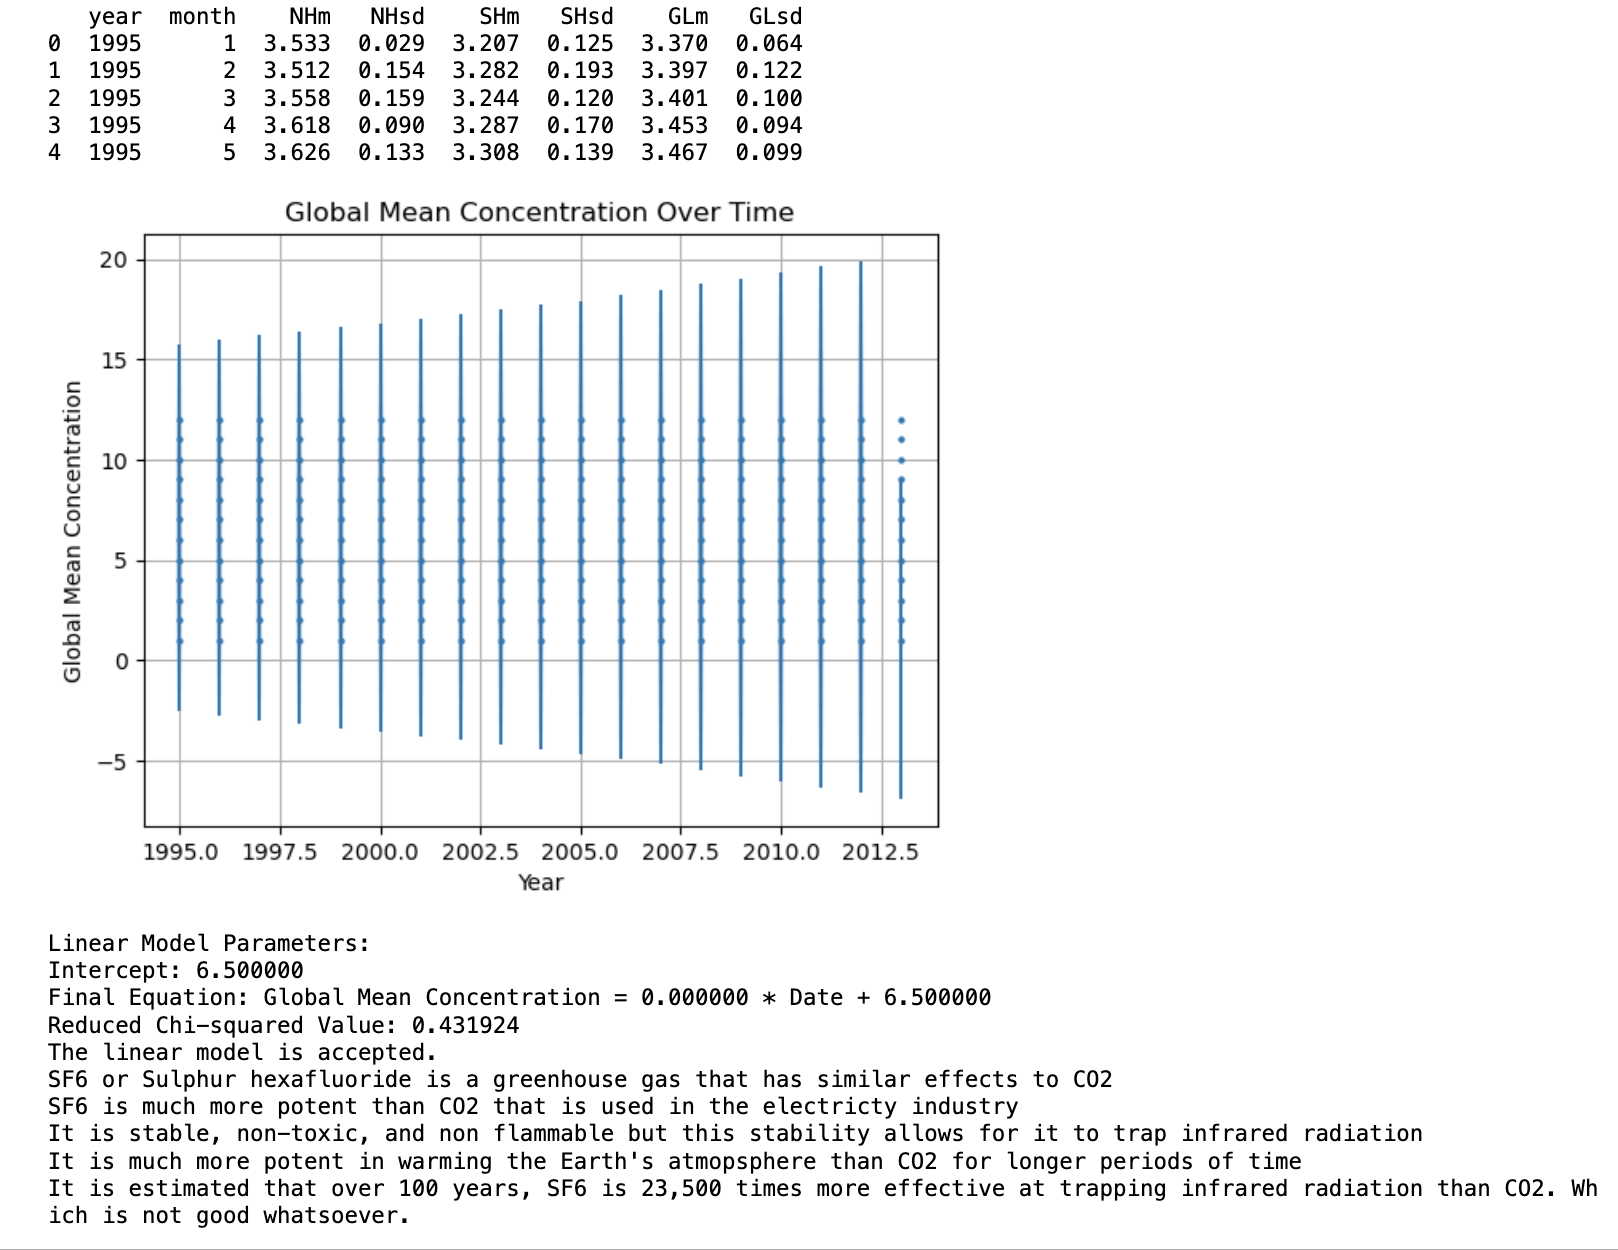 year month NHm NHsd SHm SHsd GLm GLsd
0 1995 1 3.533 0.029 3.207 0.125 3.370 0.064
1 1995 2 3.512 0.154 3.282 0.193 3.397 0.122
2 1995 3 3.558 0.159 3.244 0.120 3.401 0.100
3 1995 4 3.618 0.090 3.287 0.170 3.453 0.094
4 1995 5 3.626 0.133 3.308 0.139 3.467 0.099
Global Mean Concentration Over Time
Global Mean Concentration
20
15
10
5
0
−5
1995.0 1997.5 2000.0 2002.5 2005.0 2007.5 2010.0 2012.5
Year
Linear Model Parameters:
Intercept: 6.500000
Final Equation: Global Mean Concentration = 0.000000 * Date + 6.500000
Reduced Chi-squared Value: 0.431924
The linear model is accepted.
SF6 or Sulphur hexafluoride is a greenhouse gas that has similar effects to CO2
SF6 is much more potent than CO2 that is used in the electricty industry
It is stable, non-toxic, and non flammable but this stability allows for it to trap infrared radiation
It is much more potent in warming the Earth's atmopsphere than CO2 for longer periods of time
It is estimated that over 100 years, SF6 is 23,500 times more effective at trapping infrared radiation than CO2. Wh
ich is not good whatsoever.